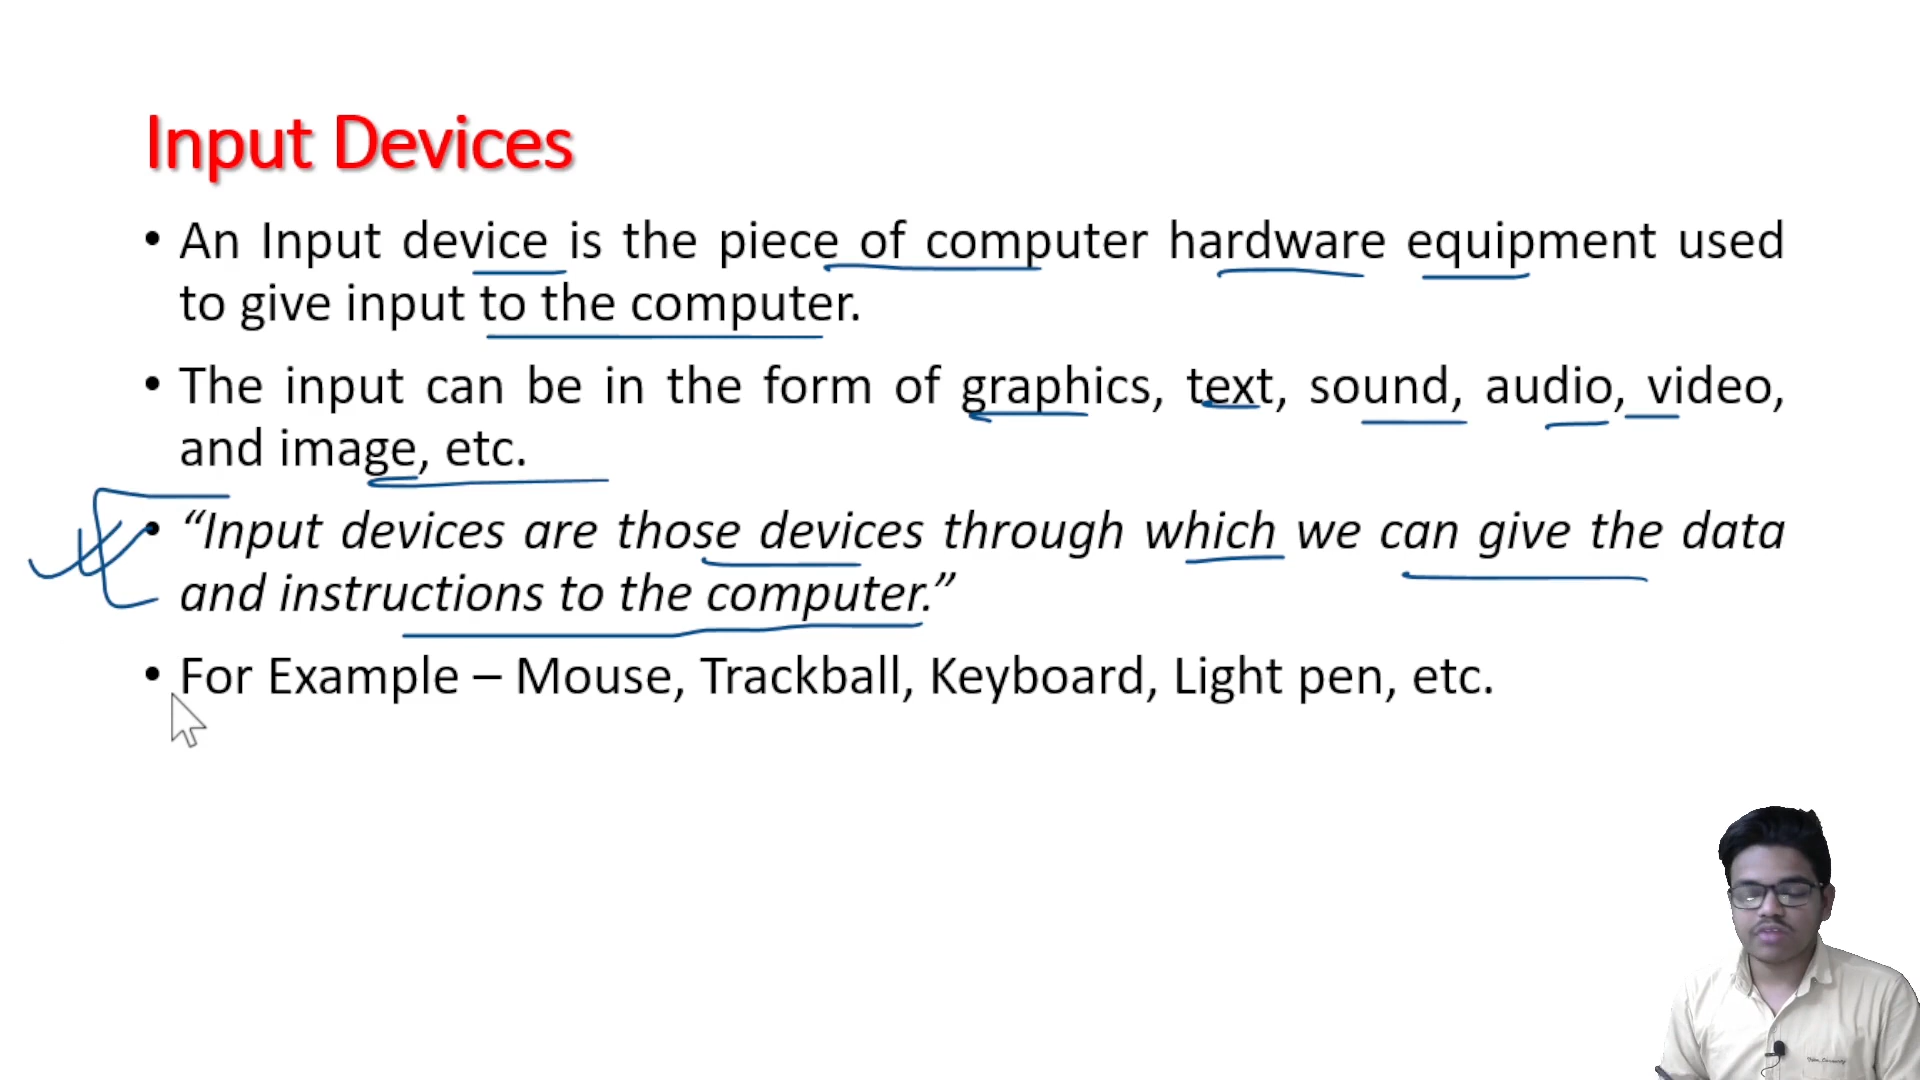 Input Devices
• An Input device is the piece of computer hardware equipment used
to give input to the computer.
• The input can be in the form of graphics, text, sound, audio, video,
and image, etc.
• “Input devices are those devices through which we can give the data
and instructions to the computer.”
• For Example – Mouse, Trackball, Keyboard, Light pen, etc.